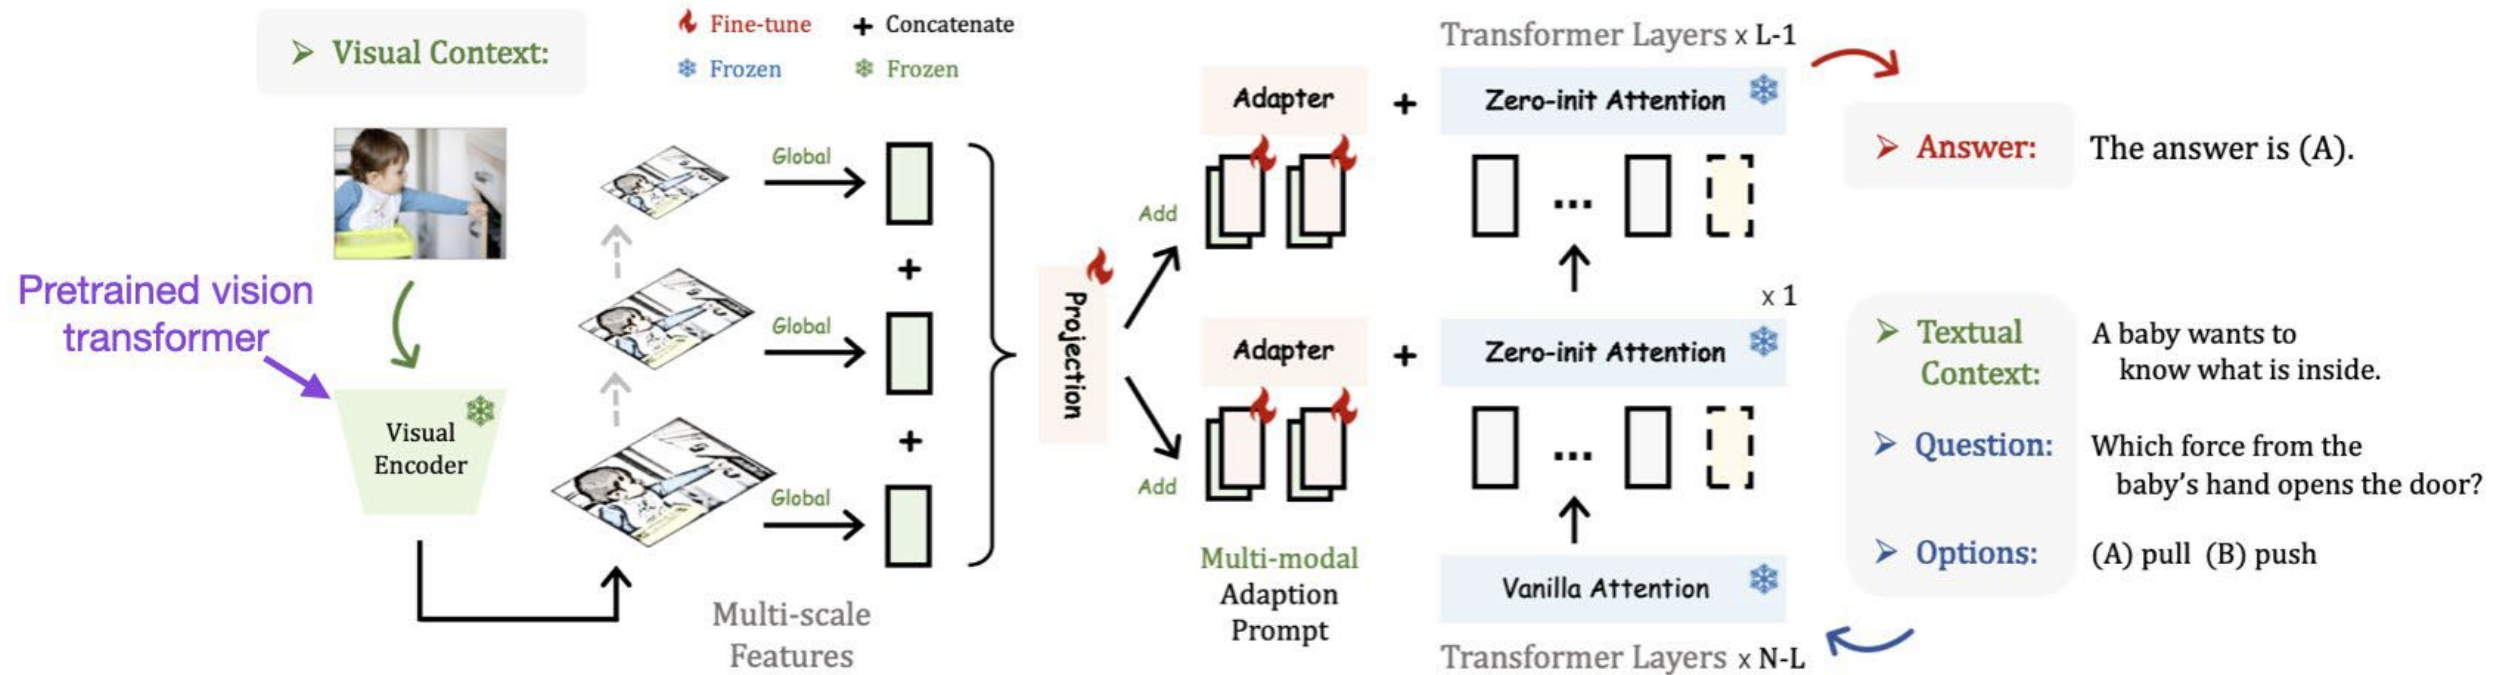 ➢ Visual Context:
Fine-tune
+ Concatenate
Frozen
Frozen
Pretrained vision
transformer
Visual
Encoder
Global
+
Global
+
Global
Multi-scale
Features
Projection
Add
Add
Adapter
+
Adapter
+
Multi-modal
Adaption
Prompt
Transformer Layers x L-1
Zero-init Attention
...
x 1
Zero-init Attention
...
Vanilla Attention
Transformer Layers x N-L
➢ Answer: The answer is (A).
➢ Textual
Context:
A baby wants to
know what is inside.
➢ Question: Which force from the
baby's hand opens the door?
➢ Options: (A) pull (B) push